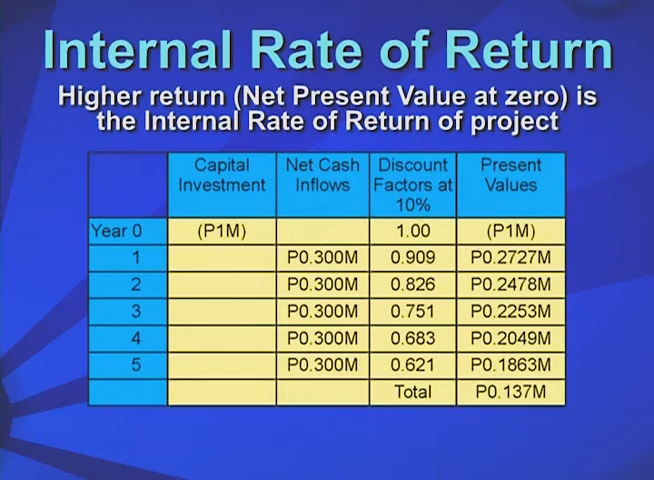 Internal Rate of Return
Higher return (Net Present Value at zero) is
the Internal Rate of Return of project
Capital Investment Net Cash Inflows Discount Factors at 10% Present Values
Year 0 (P1M) 1.00 (P1M)
1 P0.300M 0.909 P0.2727M
2 P0.300M 0.826 P0.2478M
3 P0.300M 0.751 P0.2253M
4 P0.300M 0.683 P0.2049M
5 P0.300M 0.621 P0.1863M
Total P0.137M